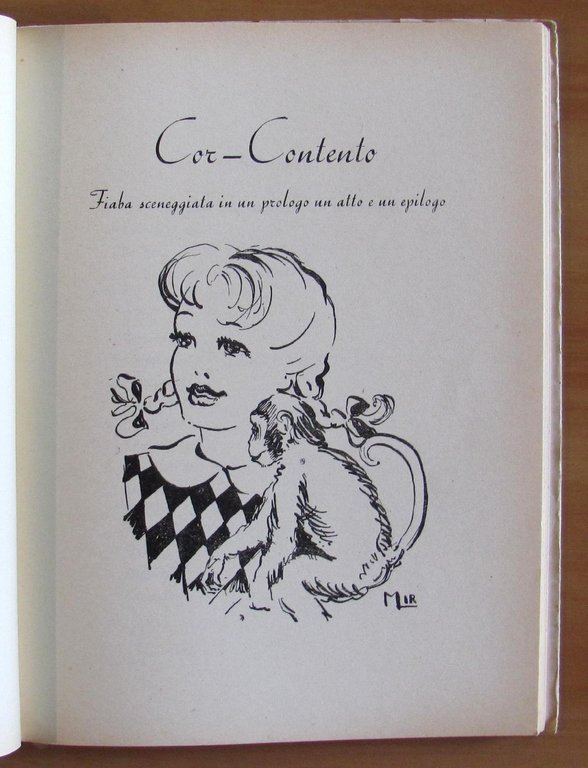 Cor-Contento
Fiaba sceneggiata in un prologo un atto e un epilogo
MIR